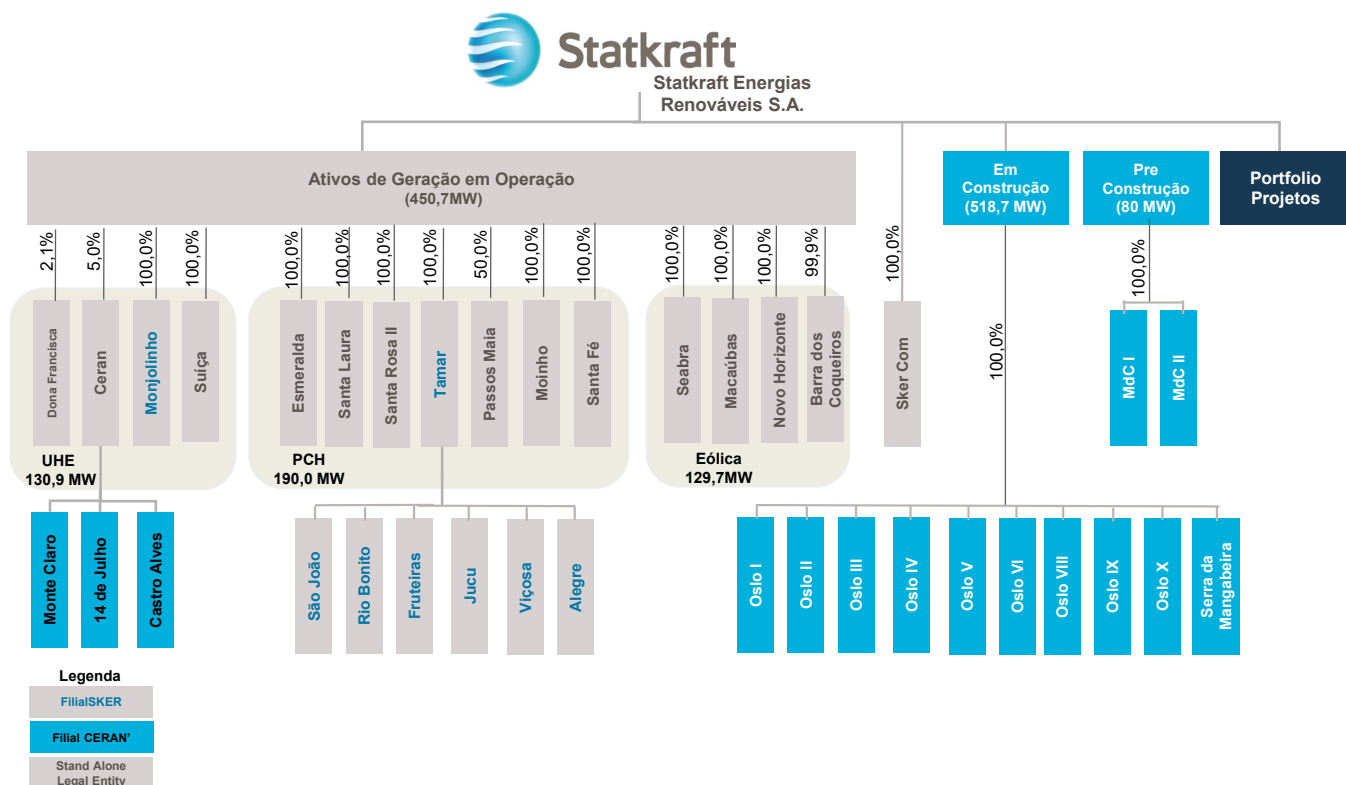 Statkraft
Statkraft Energias
Renováveis S.A.
Ativos de Geração em Operação
(450,7MW)
Em
Construção
(518,7 MW)
Pre
Construção
(80 MW)
Portfolio
Projetos
2,1%
5,0%
100,0%
100,0%
100,0%
100,0%
100,0%
100,0%
50,0%
100,0%
100,0%
100,0%
100,0%
100,0%
99,9%
100,0%
100,0%
100,0%
Dona Francisca
Ceran
Monjolinho
Suíça
UHE
130,9 MW
Esmeralda
Santa Laura
Santa Rosa II
Tamar
Passos Maia
Moinho
Santa Fé
PCH
190,0 MW
Seabra
Macaúbas
Novo Horizonte
Barra dos
Coqueiros
Eólica
129,7MW
Sker Com
MdC I
MdC II
Monte Claro
14 de Julho
Castro Alves
São João
Rio Bonito
Fruteiras
Jucu
Viçosa
Alegre
Oslo I
Oslo II
Oslo III
Oslo IV
Oslo V
Oslo VI
Oslo VIII
Oslo IX
Oslo X
Serra da
Mangabeira
Legenda
FilialSKER
Filial CERAN'
Stand Alone
Legal Entity